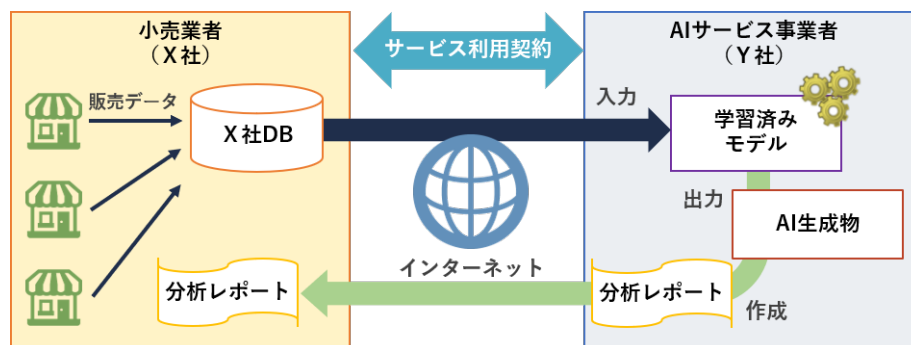 小売業者
（X社）
サービス利用契約
AIサービス事業者
（Y社）
販売データ
X社DB
入力
学習済み
モデル
出力
AI生成物
インターネット
分析レポート
分析レポート
作成